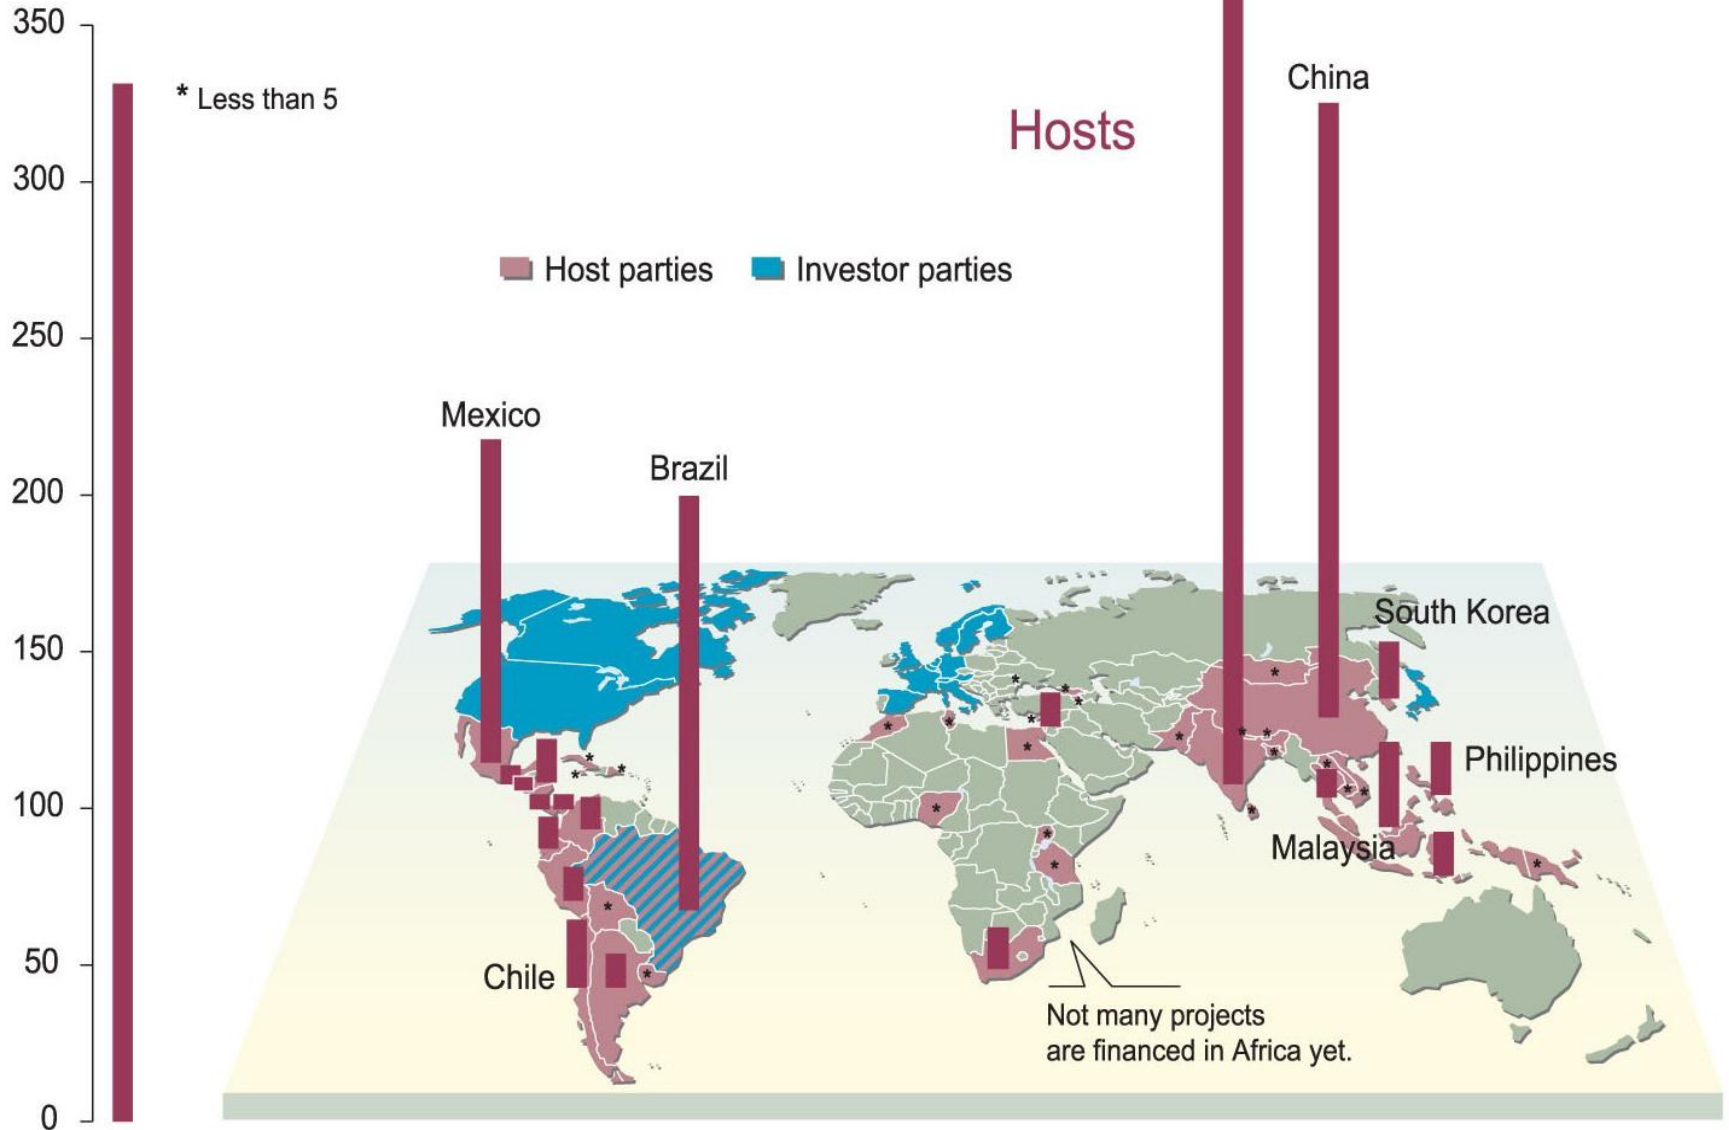 350
300
250
200
150
100
50
0
* Less than 5
Hosts
China
Host parties
Investor parties
Mexico
Brazil
South Korea
Philippines
Malaysia
Chile
Not many projects
are financed in Africa yet.